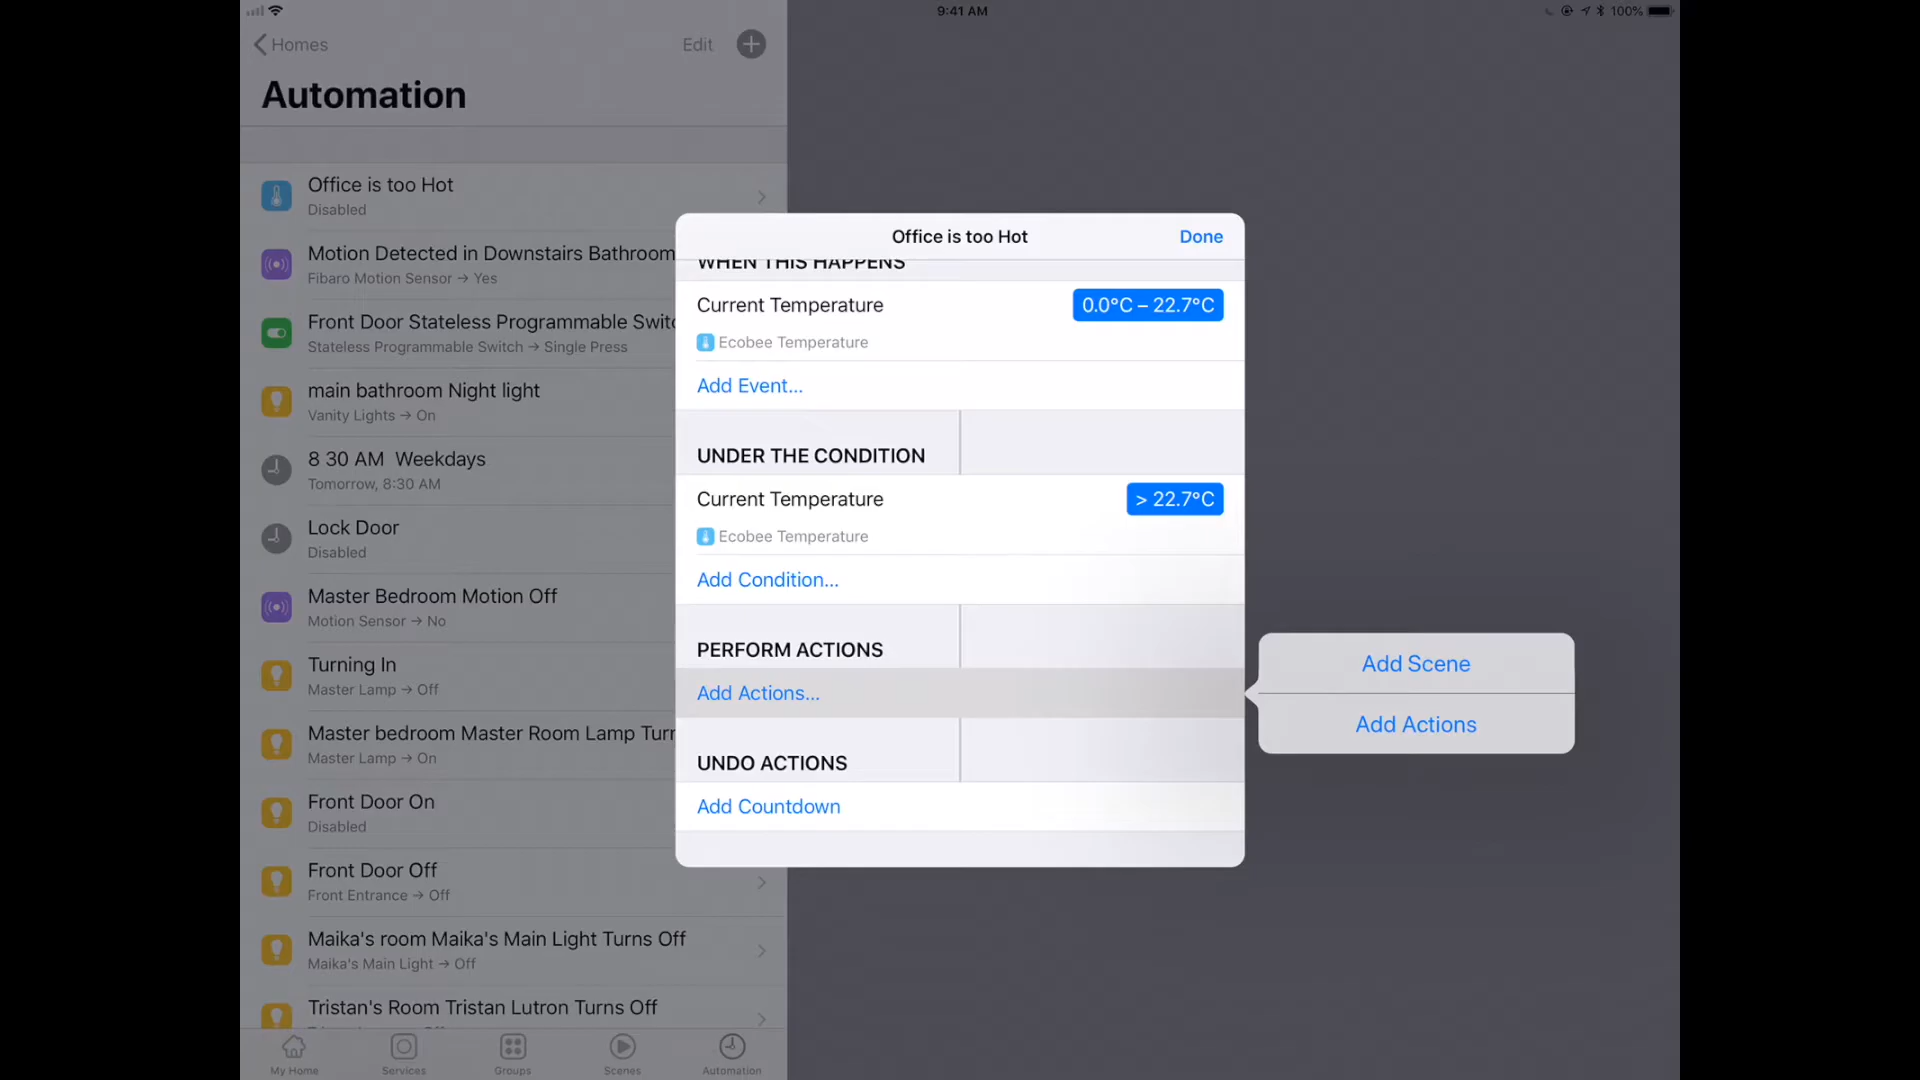 9:41 AM
100%
Homes
Edit
Automation
Office is too Hot
Disabled
Motion Detected in Downstairs Bathroom
Fibaro Motion Sensor → Yes
Front Door Stateless Programmable Switc
Stateless Programmable Switch → Single Press
main bathroom Night light
Vanity Lights → On
8 30 AM Weekdays
Tomorrow, 8:30 AM
Lock Door
Disabled
Master Bedroom Motion Off
Motion Sensor → No
Turning In
Master Lamp → Off
Master bedroom Master Room Lamp Turn
Master Lamp → On
Front Door On
Disabled
Front Door Off
Front Entrance → Off
Maika's room Maika's Main Light Turns Off
Maika's Main Light → Off
Tristan's Room Tristan Lutron Turns Off
My Home
Services
Groups
Scenes
Automation
Office is too Hot
Done
WHEN THIS HAPPENS
Current Temperature
0.0°C – 22.7°C
Ecobee Temperature
Add Event...
UNDER THE CONDITION
Current Temperature
> 22.7°C
Ecobee Temperature
Add Condition...
PERFORM ACTIONS
Add Actions...
UNDO ACTIONS
Add Countdown
Add Scene
Add Actions